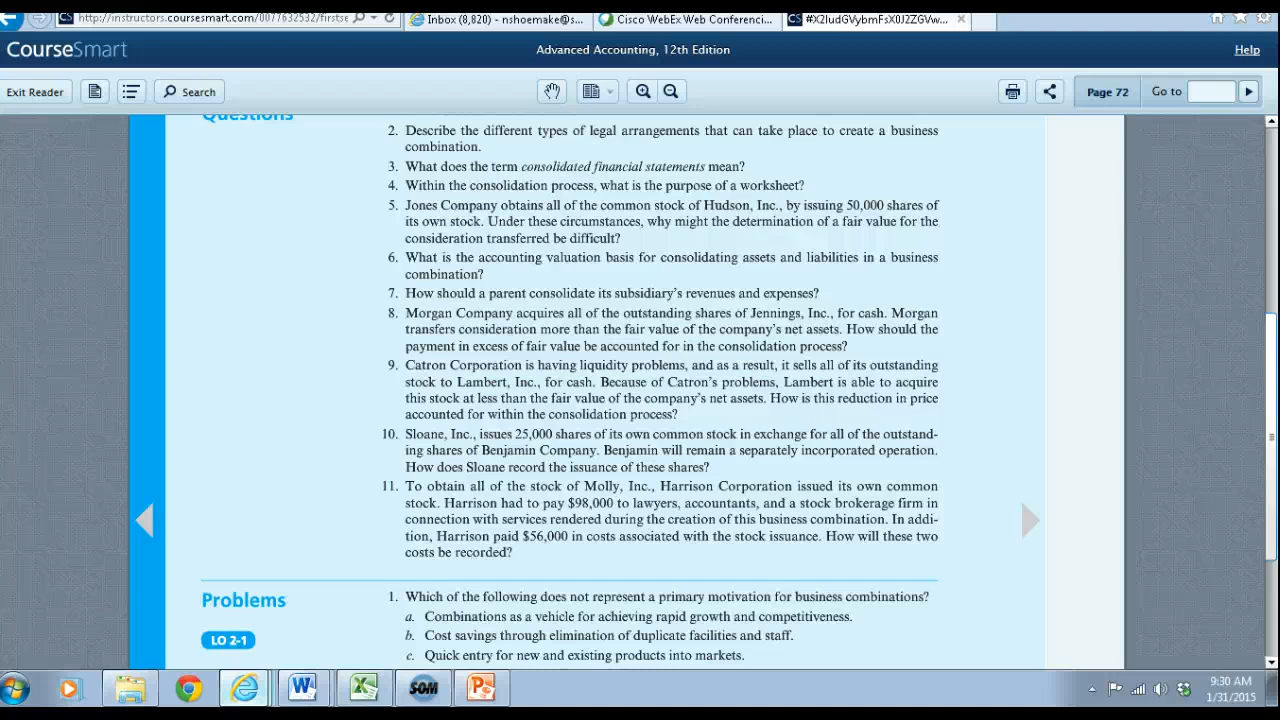 http://instructors.coursesmart.com/0077632532/firstse
Inbox (8,820) - nshoemake@s...
Cisco WebEx Web Conferenci...
CS #X2ludGVybmFsX0J2ZGVw...
CourseSmart
Advanced Accounting, 12th Edition
Help
Exit Reader
Search
Page 72
Go to
Questions
2. Describe the different types of legal arrangements that can take place to create a business
combination.
3. What does the term consolidated financial statements mean?
4. Within the consolidation process, what is the purpose of a worksheet?
5. Jones Company obtains all of the common stock of Hudson, Inc., by issuing 50,000 shares of
its own stock. Under these circumstances, why might the determination of a fair value for the
consideration transferred be difficult?
6. What is the accounting valuation basis for consolidating assets and liabilities in a business
combination?
7. How should a parent consolidate its subsidiary's revenues and expenses?
8. Morgan Company acquires all of the outstanding shares of Jennings, Inc., for cash. Morgan
transfers consideration more than the fair value of the company's net assets. How should the
payment in excess of fair value be accounted for in the consolidation process?
9. Catron Corporation is having liquidity problems, and as a result, it sells all of its outstanding
stock to Lambert, Inc., for cash. Because of Catron's problems, Lambert is able to acquire
this stock at less than the fair value of the company's net assets. How is this reduction in price
accounted for within the consolidation process?
10. Sloane, Inc., issues 25,000 shares of its own common stock in exchange for all of the outstand-
ing shares of Benjamin Company. Benjamin will remain a separately incorporated operation.
How does Sloane record the issuance of these shares?
11. To obtain all of the stock of Molly, Inc., Harrison Corporation issued its own common
stock. Harrison had to pay $98,000 to lawyers, accountants, and a stock brokerage firm in
connection with services rendered during the creation of this business combination. In addi-
tion, Harrison paid $56,000 in costs associated with the stock issuance. How will these two
costs be recorded?
Problems
LO 2-1
1. Which of the following does not represent a primary motivation for business combinations?
a. Combinations as a vehicle for achieving rapid growth and competitiveness.
b. Cost savings through elimination of duplicate facilities and staff.
c. Quick entry for new and existing products into markets.
SOM
9:30 AM
1/31/2015